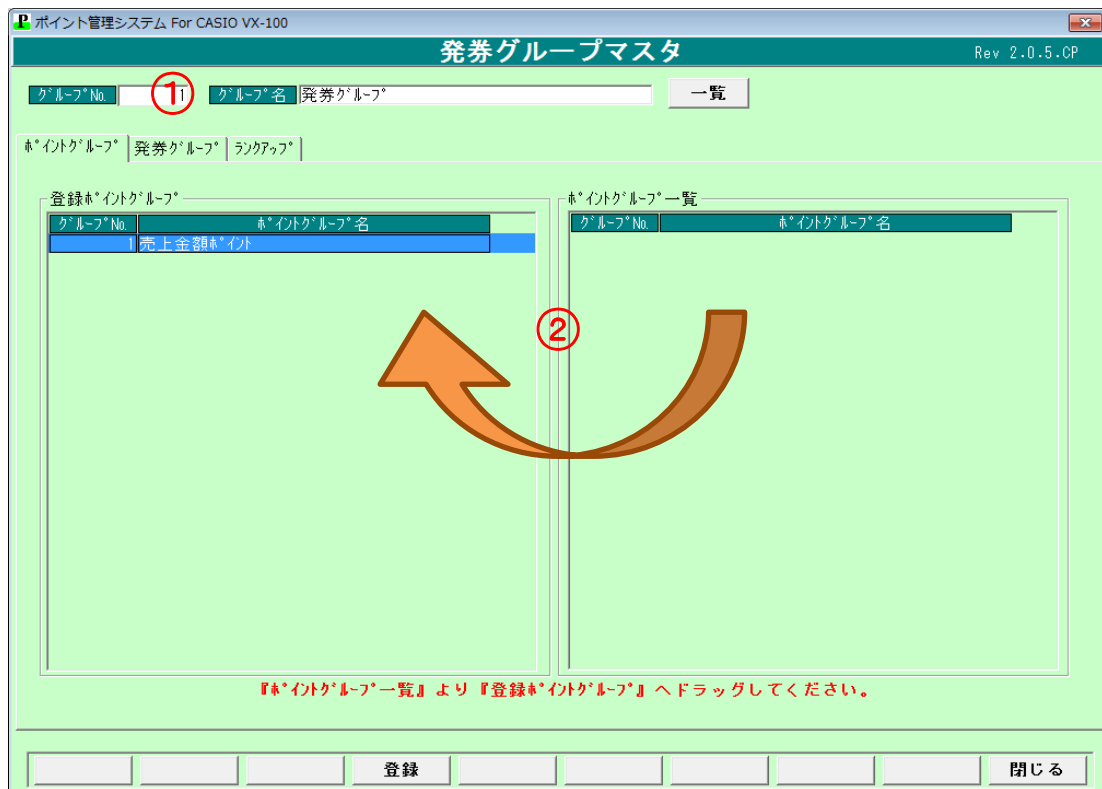 P ポイント管理システム For CASIO VX-100
発券グループマスタ Rev 2.0.5.CP
グループNo. 1 ① グループ名 発券グループ 一覧
ポイントグループ 発券グループ ランクアップ
登録ポイントグループ ポイントグループ一覧
グループNo. ポイントグループ名 グループNo. ポイントグループ名
1 売上金額ポイント
②
『ポイントグループ一覧』より『登録ポイントグループ』へドラッグしてください。
登録 閉じる